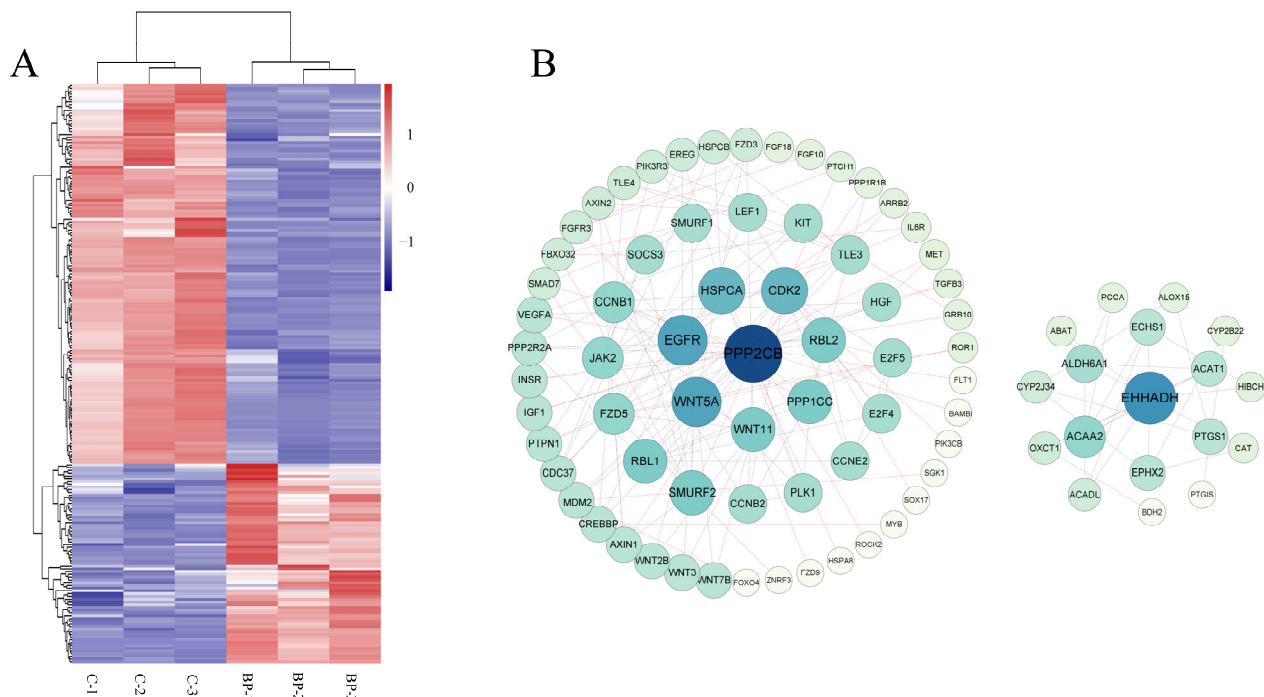 A
B
1
0
−1
C-1
C-2
C-3
BP-
BP-2
BP-3
EREG
HSPCB
FZD3
FGF18
FGF10
PTCH1
PPP1R1B
ARRB2
IL6R
MET
TGFB3
GRB10
ROR1
FLT1
BAMBI
PIK3CB
SGK1
SOX17
MYB
ROCK2
HSPA8
FZD9
ZNRF3
FOXO4
WNT7B
WNT3
WNT2B
AXIN1
CREBBP
MDM2
CDC37
PTPN1
IGF1
INSR
PPP2R2A
VEGFA
SMAD7
FBXO32
FGFR3
AXIN2
TLE4
PIK3R3
SMURF1
LEF1
KIT
TLE3
HGF
E2F5
E2F4
CCNE2
PLK1
CCNB2
SMURF2
RBL1
FZD5
JAK2
CCNB1
SOCS3
HSPCA
CDK2
RBL2
PPP1CC
WNT11
WNT5A
EGFR
PPP2CB
PCCA
ALOX15
ABAT
ECHS1
CYP2B22
ALDH6A1
ACAT1
CYP2J34
EHHADH
HIBCH
ACAA2
PTGS1
OXCT1
CAT
EPHX2
ACADL
PTGIS
BDH2